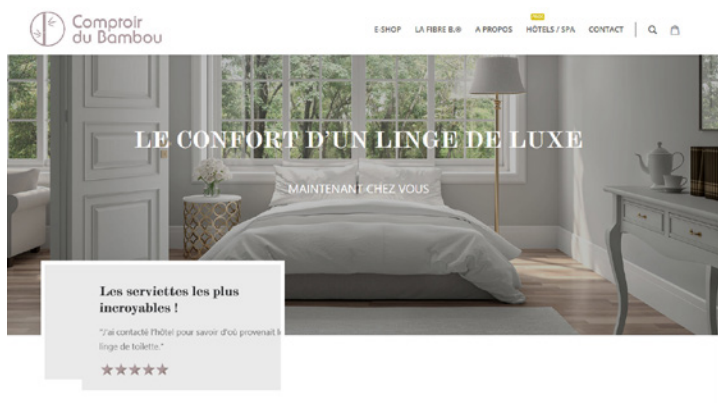 Comptoir
du Bambou
E-SHOP LA FIBRE B.® A PROPOS HÔTELS / SPA CONTACT
LE CONFORT D'UN LINGE DE LUXE
MAINTENANT CHEZ VOUS
Les serviettes les plus
incroyables !
"J'ai contacté l'hôtel pour savoir d'où provenait le
linge de toilette."